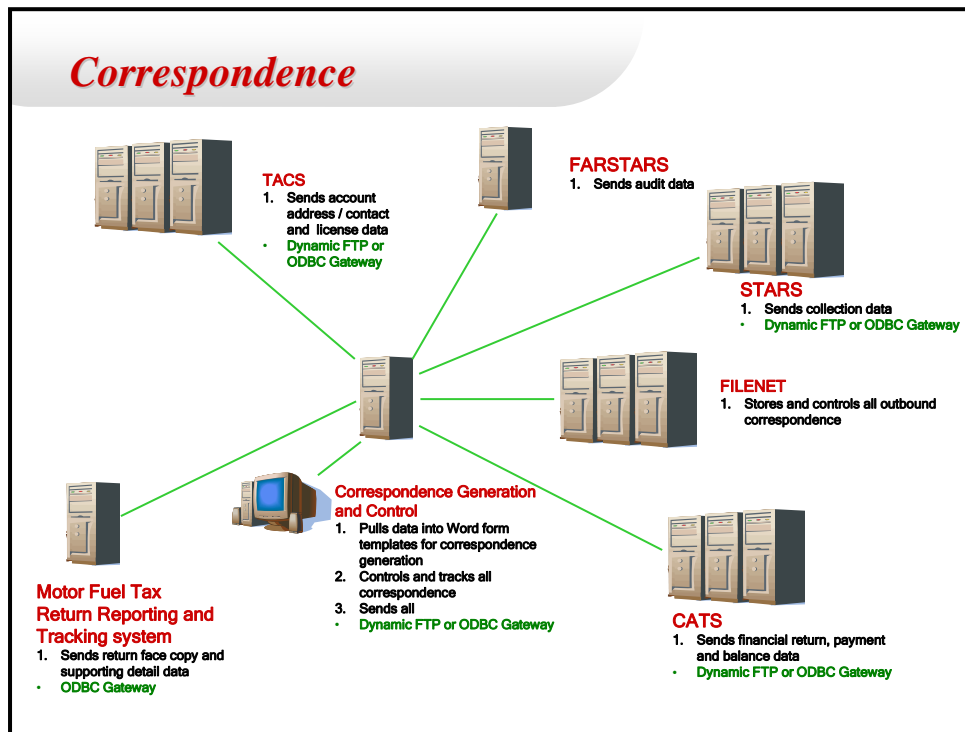 Correspondence
TACS
1. Sends account
address / contact
and license data
• Dynamic FTP or
ODBC Gateway
FARSTARS
1. Sends audit data
STARS
1. Sends collection data
• Dynamic FTP or ODBC Gateway
FILENET
1. Stores and controls all outbound
correspondence
Correspondence Generation
and Control
1. Pulls data into Word form
templates for correspondence
generation
2. Controls and tracks all
correspondence
3. Sends all
• Dynamic FTP or ODBC Gateway
Motor Fuel Tax
Return Reporting and
Tracking system
1. Sends return face copy and
supporting detail data
• ODBC Gateway
CATS
1. Sends financial return, payment
and balance data
• Dynamic FTP or ODBC Gateway